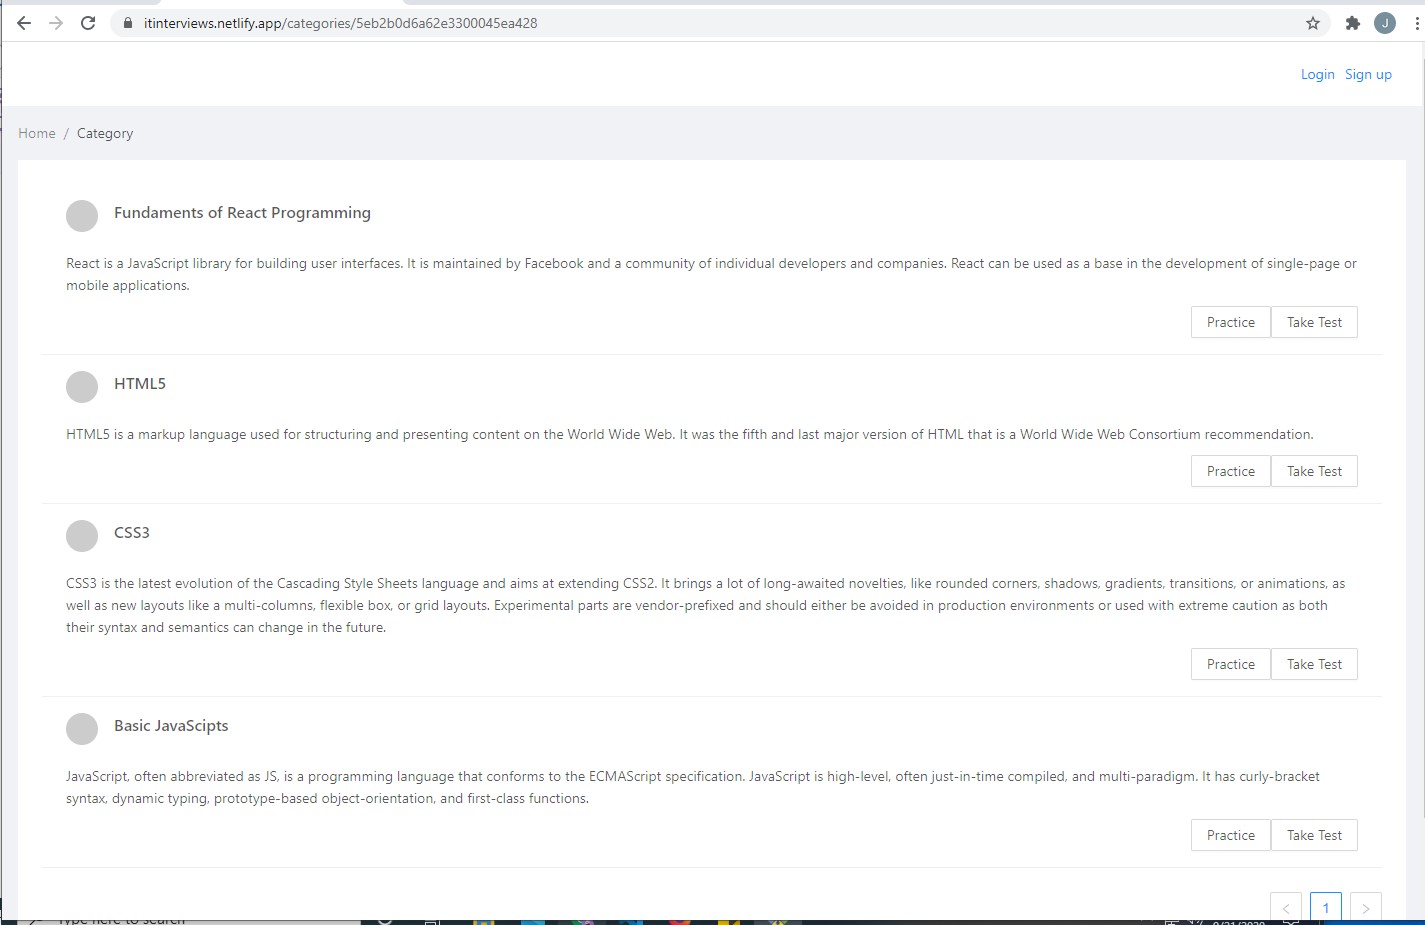 itinterviews.netlify.app/categories/5eb2b0d6a62e3300045ea428
J
Login Sign up
Home / Category
Fundaments of React Programming
React is a JavaScript library for building user interfaces. It is maintained by Facebook and a community of individual developers and companies. React can be used as a base in the development of single-page or
mobile applications.
Practice Take Test
HTML5
HTML5 is a markup language used for structuring and presenting content on the World Wide Web. It was the fifth and last major version of HTML that is a World Wide Web Consortium recommendation.
Practice Take Test
CSS3
CSS3 is the latest evolution of the Cascading Style Sheets language and aims at extending CSS2. It brings a lot of long-awaited novelties, like rounded corners, shadows, gradients, transitions, or animations, as
well as new layouts like a multi-columns, flexible box, or grid layouts. Experimental parts are vendor-prefixed and should either be avoided in production environments or used with extreme caution as both
their syntax and semantics can change in the future.
Practice Take Test
Basic JavaScipts
JavaScript, often abbreviated as JS, is a programming language that conforms to the ECMAScript specification. JavaScript is high-level, often just-in-time compiled, and multi-paradigm. It has curly-bracket
syntax, dynamic typing, prototype-based object-orientation, and first-class functions.
Practice Take Test
< 1 >
Type here to search